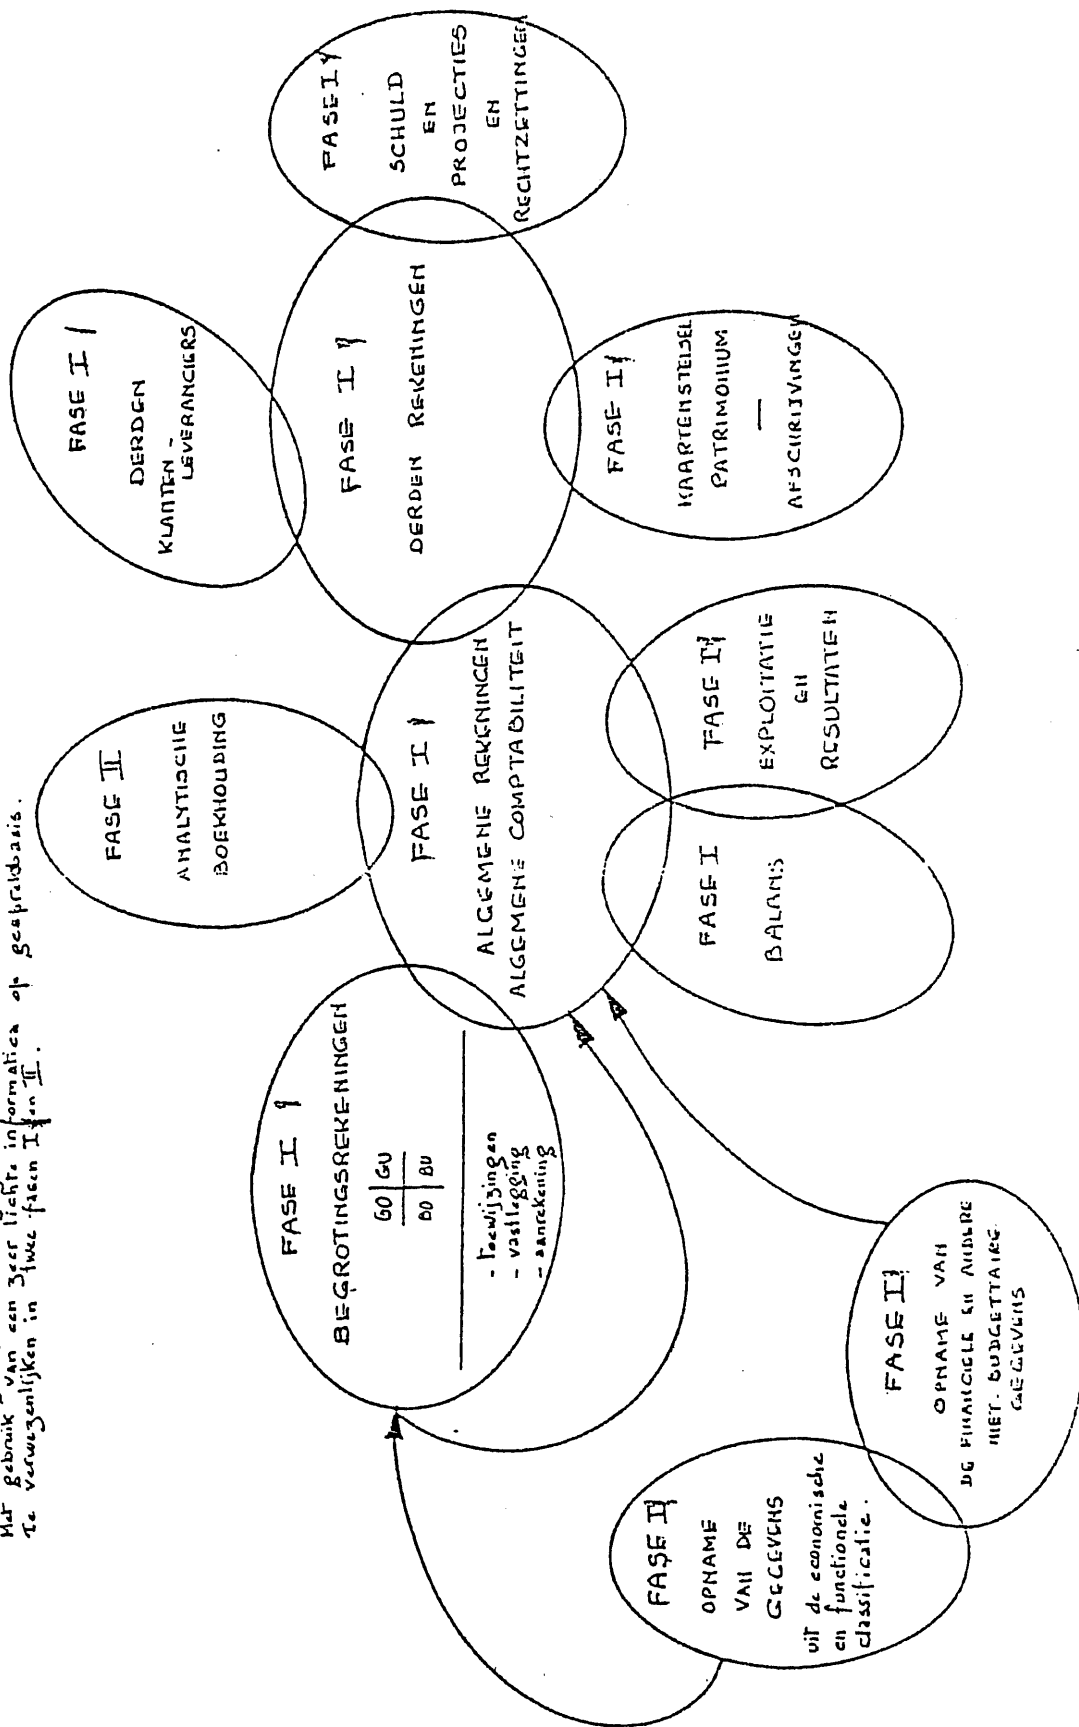 Het gebruik van een zeer lichte informatica op gespreksbasis.
Te verwezenlijken in twee fasen I en II.
FASE I
BEGROTINGSREKENINGEN
GO GU
BO BU
- toewijzingen
- vastlegging
- aanrekening
FASE II
ANALYTISCHE
BOEKHOUDING
FASE I
ALGEMENE REKENINGEN
ALGEMENE COMPTABILITEIT
FASE I
DERDEN
KLANTEN -
LEVERANCIERS
FASE I
DERDEN REKENINGEN
FASE I
SCHULD
EN
PROJECTIES
EN
RECHTZETTINGEN
FASE I
KAARTENSTELSEL
PATRIMONIUM
—
AFSCHRIJVINGEN
FASE I
EXPLOITATIE
EN
RESULTATEN
FASE I
BALANS
FASE I
OPNAME
VAN DE
GEGEVENS
uit de economische
en functionele
classificatie.
FASE I
OPNAME VAN
DE FINANCIELE EN ANDERE
NIET-BUDGETTAIRE
GEGEVENS